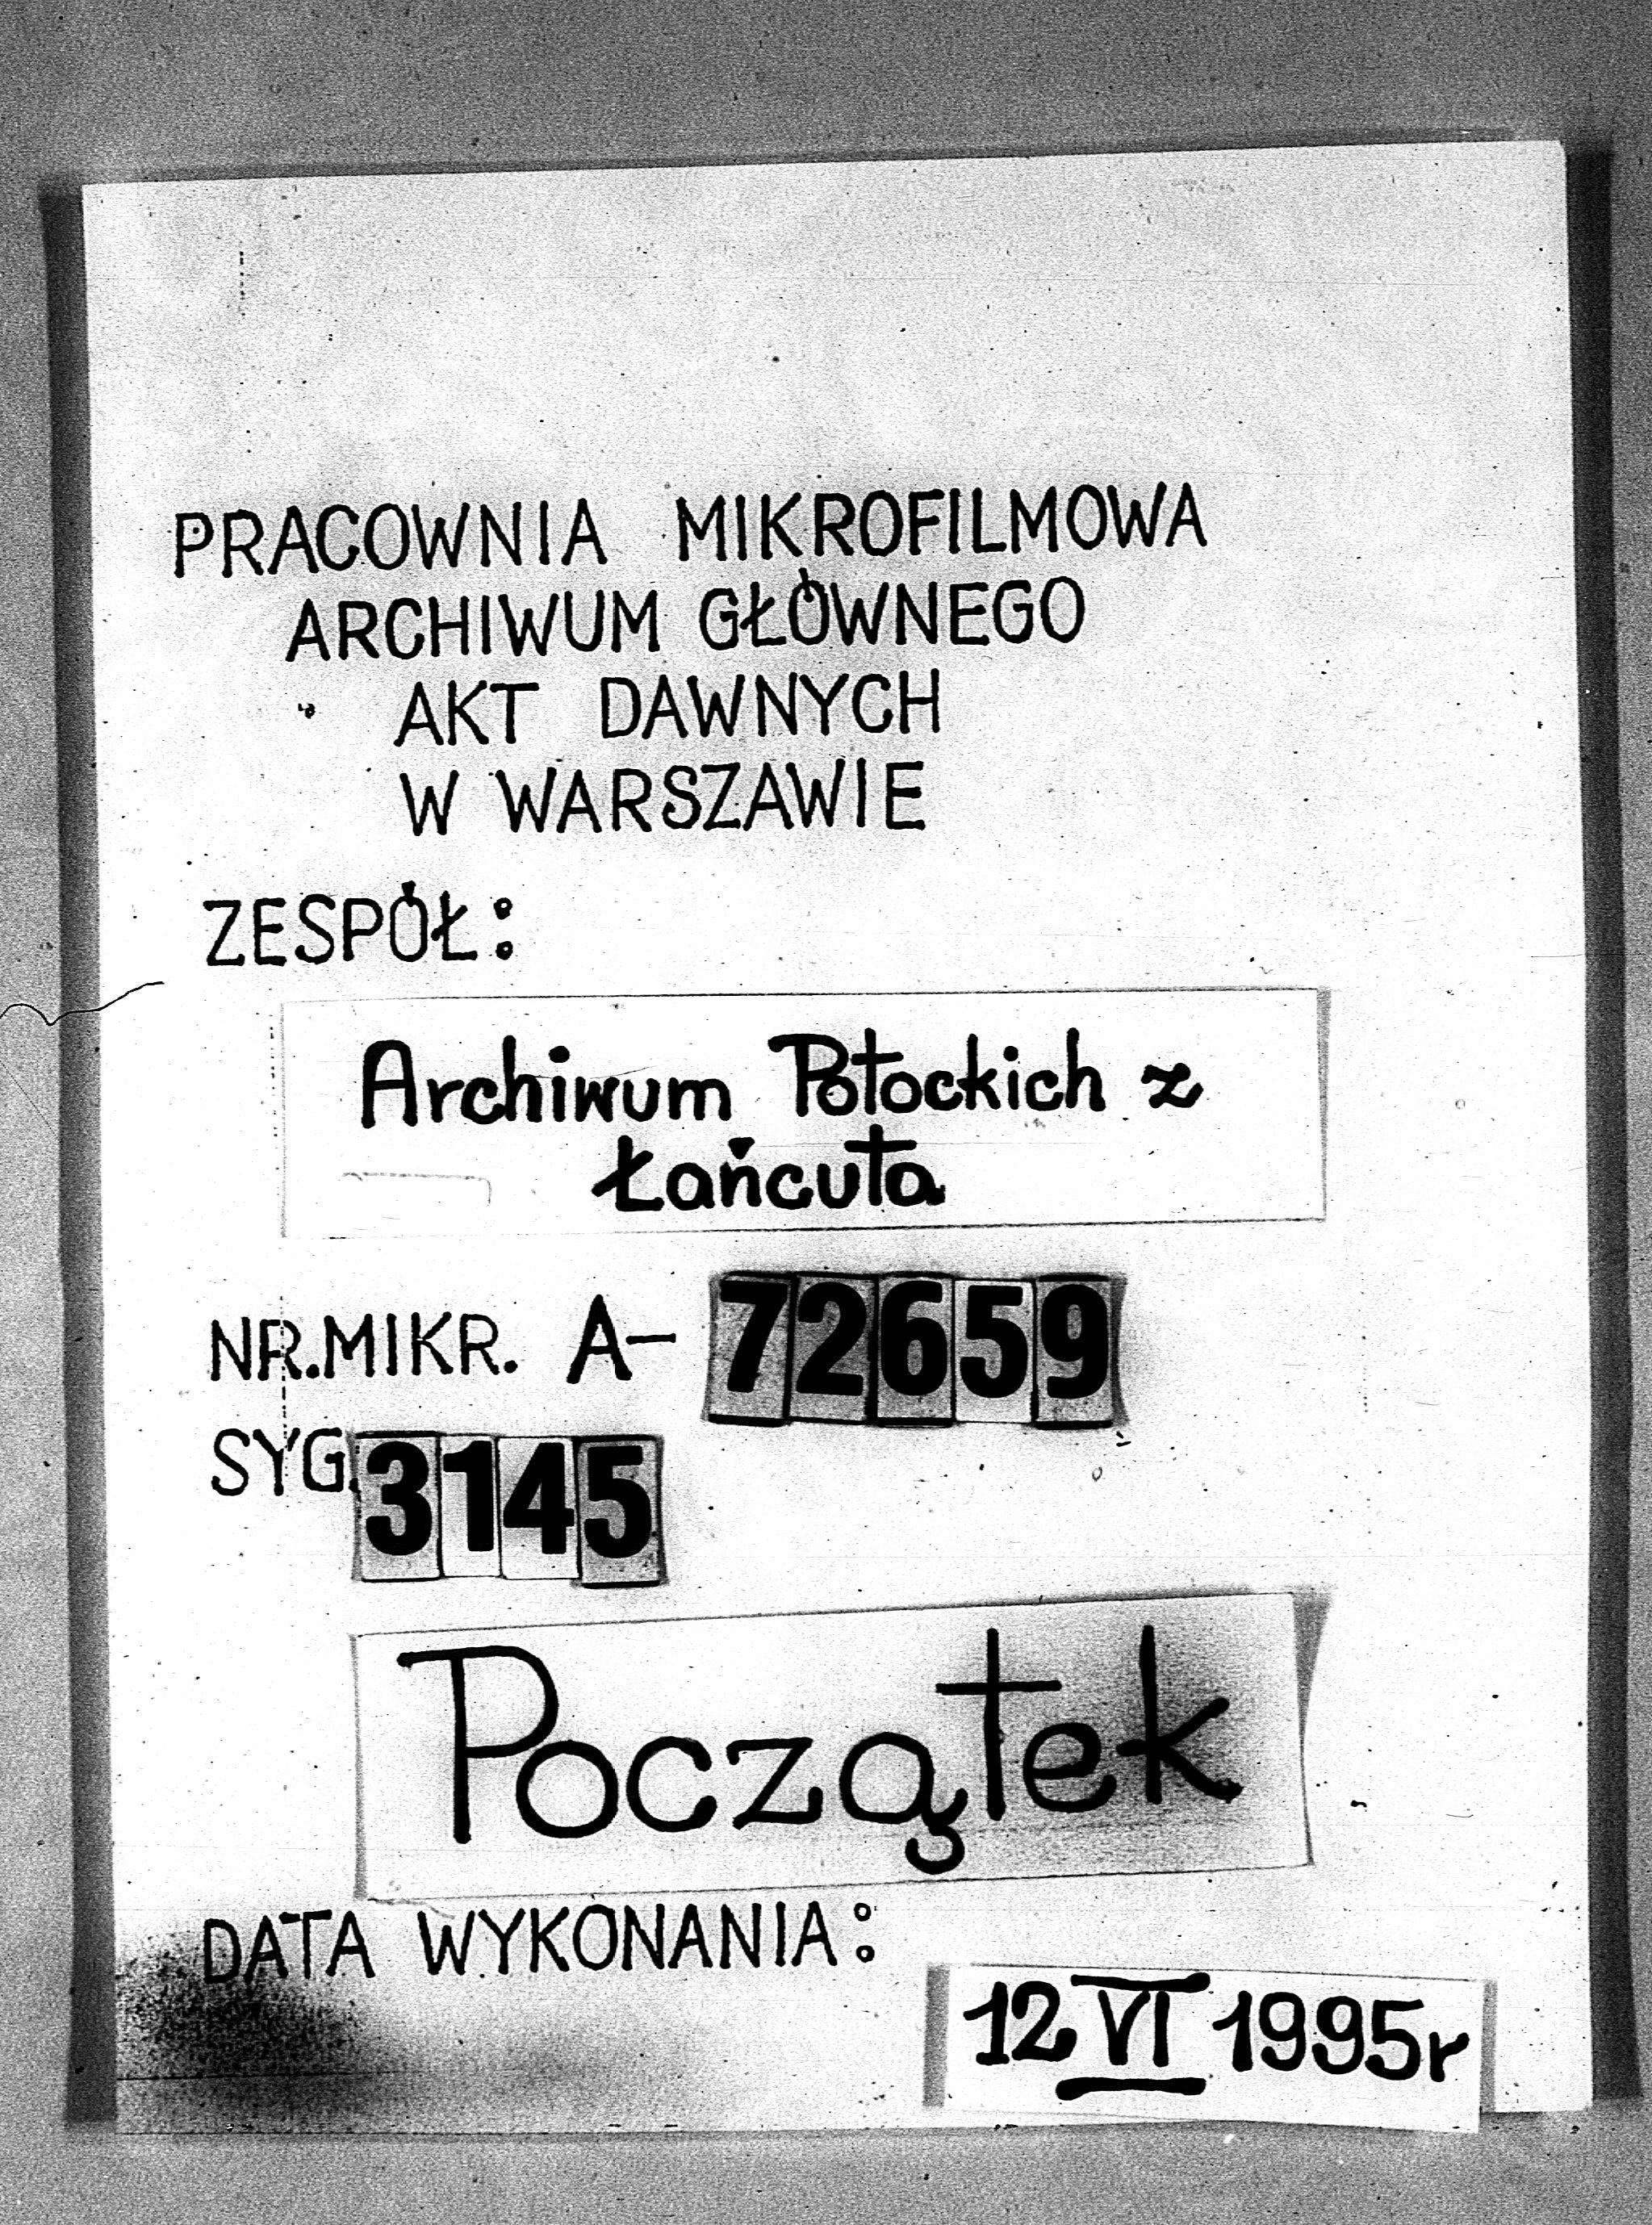 PRACOWNIA MIKROFILMOWA
ARCHIWUM GŁÓWNEGO
AKT DAWNYCH
W WARSZAWIE
ZESPÓŁ:
Archiwum Potockich z
Łańcuta
NR.MIKR. A- 72659
SYG. 3145
Początek
DATA WYKONANIA:
12 VI 1995r